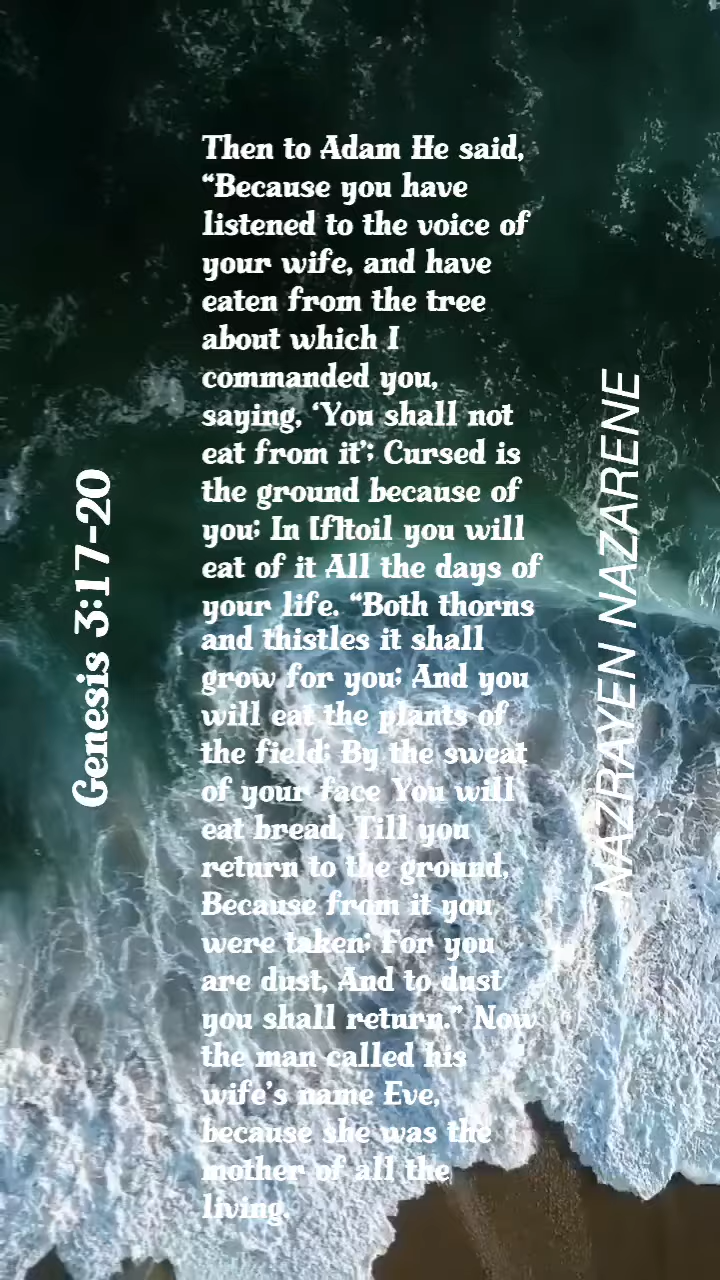 Then to Adam He said,
“Because you have
listened to the voice of
your wife, and have
eaten from the tree
about which I
commanded you,
saying, ‘You shall not
eat from it’; Cursed is
the ground because of
you; In [f]toil you will
eat of it All the days of
your life. “Both thorns
and thistles it shall
grow for you; And you
will eat the plants of
the field; By the sweat
of your face You will
eat bread, Till you
return to the ground,
Because from it you
were taken; For you
are dust, And to dust
you shall return.” Now
the man called his
wife’s name Eve,
because she was the
mother of all the
living.
Genesis 3:17-20
NAZRAYEN NAZARENE